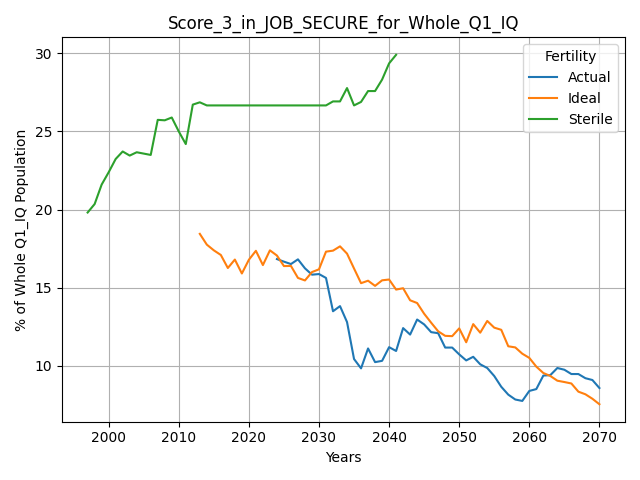 Score_3_in_JOB_SECURE_for_Whole_Q1_IQ
Fertility
Actual
Ideal
Sterile
% of Whole Q1_IQ Population
30
25
20
15
10
2000 2010 2020 2030 2040 2050 2060 2070
Years